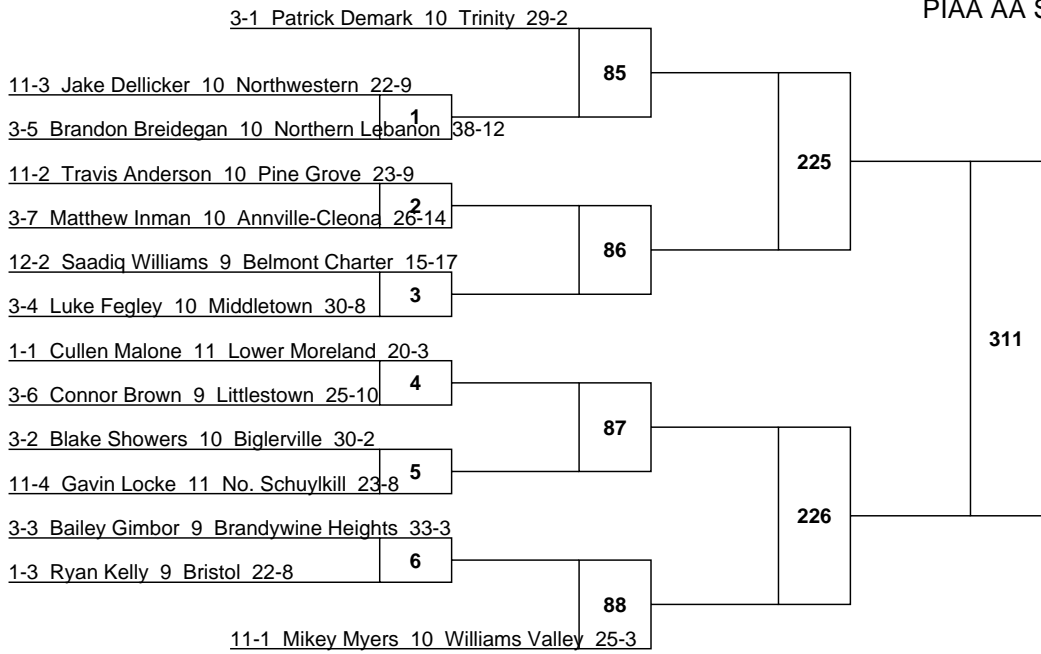 PIAA AA S
3-1 Patrick Demark 10 Trinity 29-2
85
11-3 Jake Dellicker 10 Northwestern 22-9
1
3-5 Brandon Breidegan 10 Northern Lebanon 38-12
225
11-2 Travis Anderson 10 Pine Grove 23-9
2
3-7 Matthew Inman 10 Annville-Cleona 26-14
86
12-2 Saadiq Williams 9 Belmont Charter 15-17
3
3-4 Luke Fegley 10 Middletown 30-8
311
1-1 Cullen Malone 11 Lower Moreland 20-3
4
3-6 Connor Brown 9 Littlestown 25-10
87
3-2 Blake Showers 10 Biglerville 30-2
5
11-4 Gavin Locke 11 No. Schuylkill 23-8
226
3-3 Bailey Gimbor 9 Brandywine Heights 33-3
6
1-3 Ryan Kelly 9 Bristol 22-8
88
11-1 Mikey Myers 10 Williams Valley 25-3